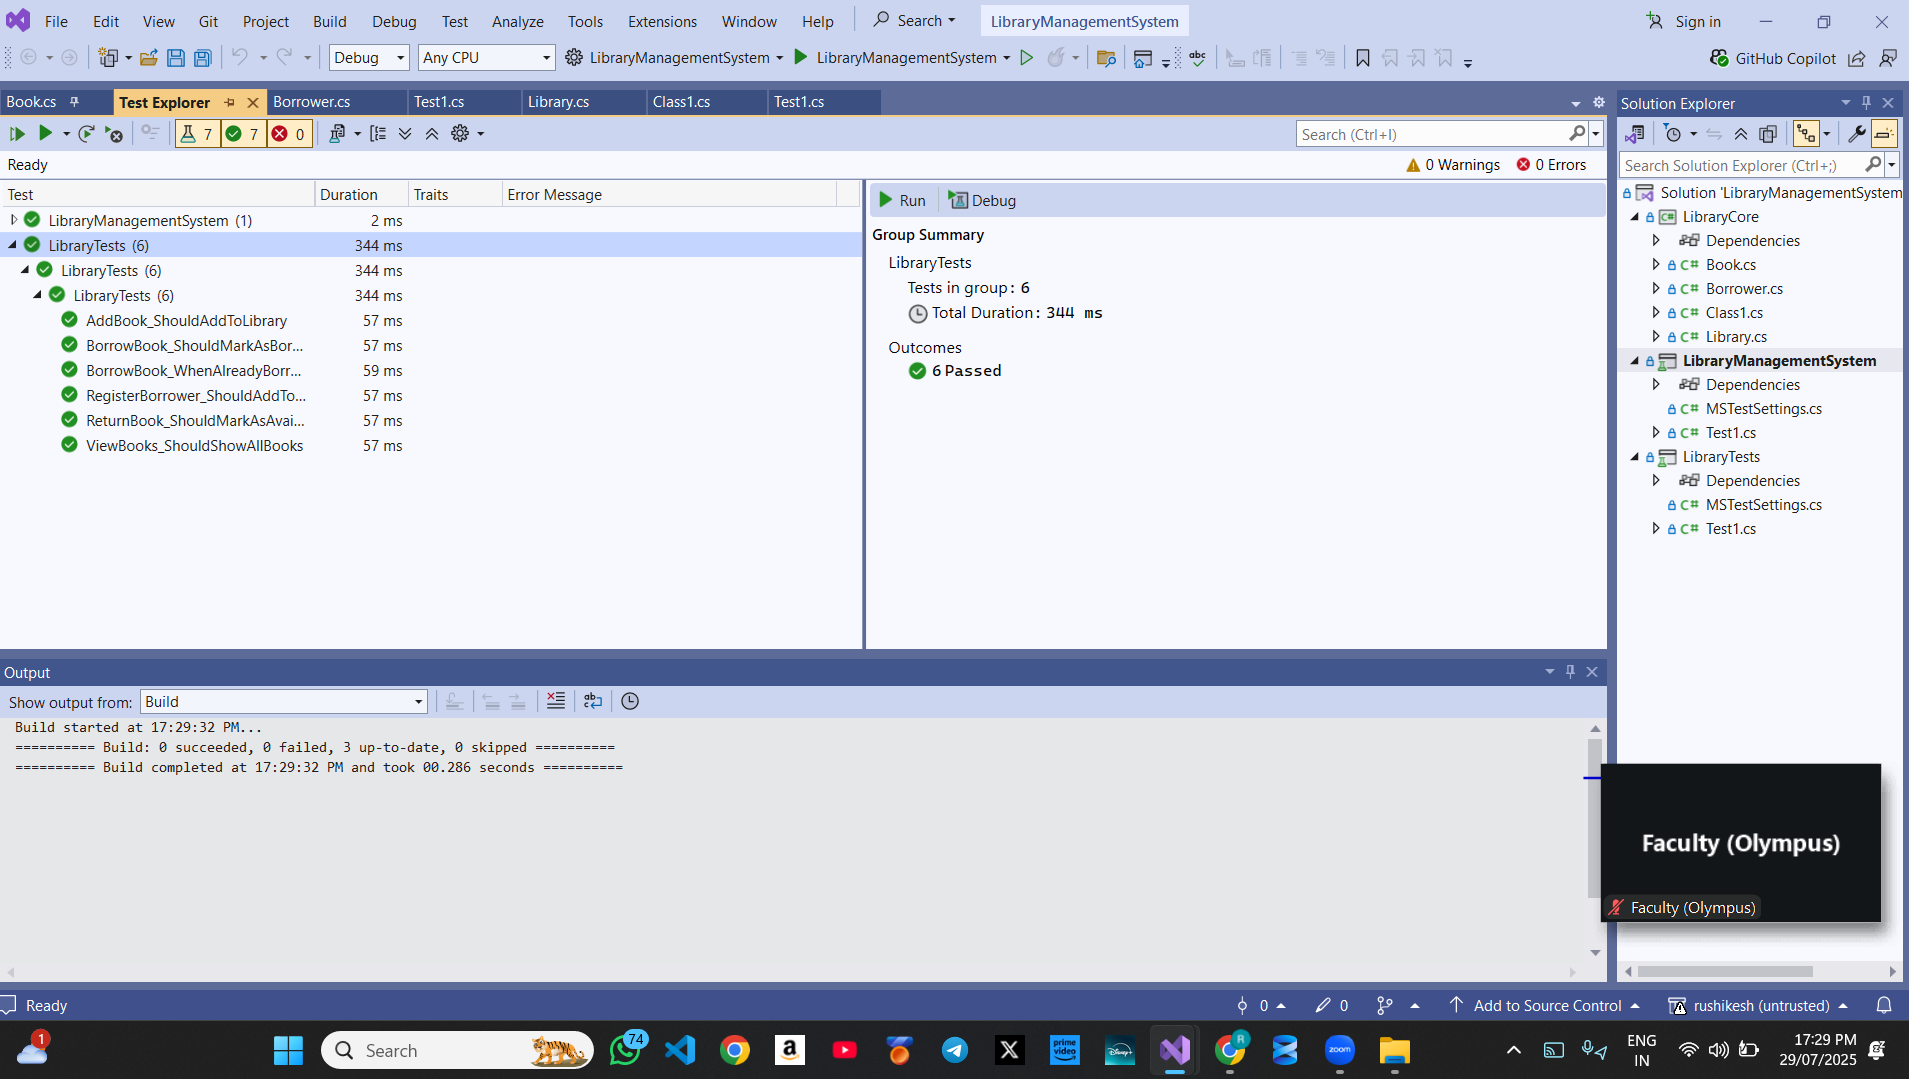 File Edit View Git Project Build Debug Test Analyze Tools Extensions Window Help Search LibraryManagementSystem Sign in
Debug Any CPU LibraryManagementSystem LibraryManagementSystem GitHub Copilot
Book.cs Test Explorer Borrower.cs Test1.cs Library.cs Class1.cs Test1.cs
7 7 0 Search (Ctrl+I)
Ready 0 Warnings 0 Errors
Test Duration Traits Error Message
LibraryManagementSystem (1) 2 ms
LibraryTests (6) 344 ms
LibraryTests (6) 344 ms
LibraryTests (6) 344 ms
AddBook_ShouldAddToLibrary 57 ms
BorrowBook_ShouldMarkAsBor... 57 ms
BorrowBook_WhenAlreadyBorr... 59 ms
RegisterBorrower_ShouldAddTo... 57 ms
ReturnBook_ShouldMarkAsAvai... 57 ms
ViewBooks_ShouldShowAllBooks 57 ms
Run Debug
Group Summary
LibraryTests
Tests in group: 6
Total Duration: 344 ms
Outcomes
6 Passed
Solution Explorer
Search Solution Explorer (Ctrl+;)
Solution 'LibraryManagementSystem
C# LibraryCore
Dependencies
C# Book.cs
C# Borrower.cs
C# Class1.cs
C# Library.cs
LibraryManagementSystem
Dependencies
C# MSTestSettings.cs
C# Test1.cs
LibraryTests
Dependencies
C# MSTestSettings.cs
C# Test1.cs
Output
Show output from: Build
Build started at 17:29:32 PM...
========== Build: 0 succeeded, 0 failed, 3 up-to-date, 0 skipped ==========
========== Build completed at 17:29:32 PM and took 00.286 seconds ==========
Faculty (Olympus)
Faculty (Olympus)
Ready 0 0 Add to Source Control rushikesh (untrusted)
1 Search 74 a X prime video Disney+ R zoom ENG IN 17:29 PM 29/07/2025